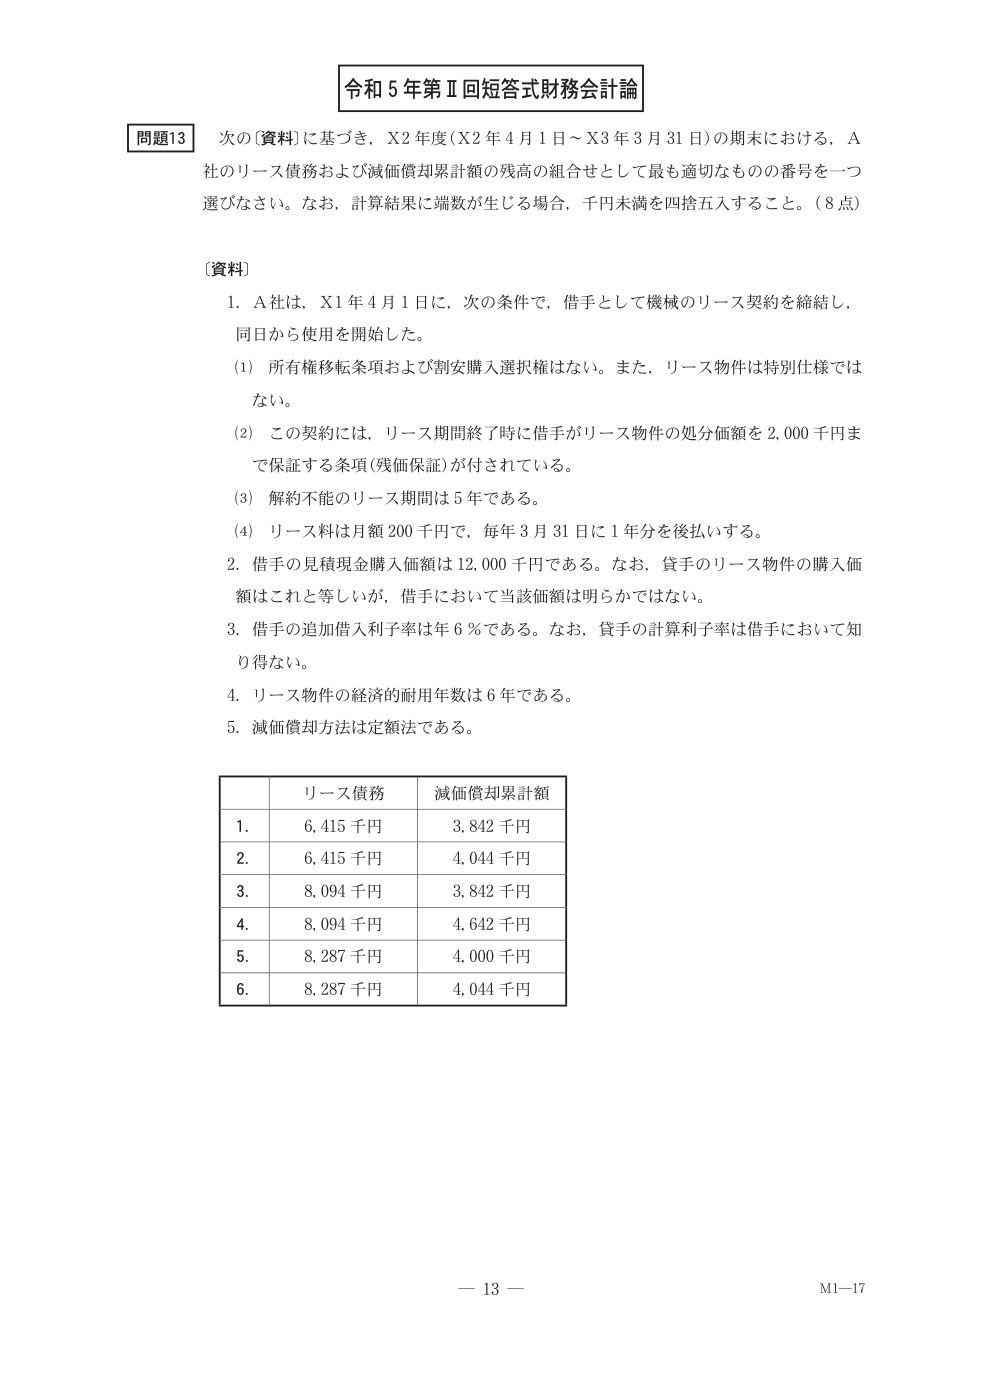 令和5年第Ⅱ回短答式財務会計論
問題13　次の〔資料〕に基づき，X2年度(X2年4月1日～X3年3月31日)の期末における，A
社のリース債務および減価償却累計額の残高の組合せとして最も適切なものの番号を一つ
選びなさい。なお，計算結果に端数が生じる場合，千円未満を四捨五入すること。(8点)
〔資料〕
1．A社は，X1年4月1日に，次の条件で，借手として機械のリース契約を締結し，
同日から使用を開始した。
⑴　所有権移転条項および割安購入選択権はない。また，リース物件は特別仕様では
ない。
⑵　この契約には，リース期間終了時に借手がリース物件の処分価額を2,000千円ま
で保証する条項(残価保証)が付されている。
⑶　解約不能のリース期間は5年である。
⑷　リース料は月額200千円で，毎年3月31日に1年分を後払いする。
2．借手の見積現金購入価額は12,000千円である。なお，貸手のリース物件の購入価
額はこれと等しいが，借手において当該価額は明らかではない。
3．借手の追加借入利子率は年6％である。なお，貸手の計算利子率は借手において知
り得ない。
4．リース物件の経済的耐用年数は6年である。
5．減価償却方法は定額法である。
リース債務　減価償却累計額
1.　6,415千円　3,842千円
2.　6,415千円　4,044千円
3.　8,094千円　3,842千円
4.　8,094千円　4,642千円
5.　8,287千円　4,000千円
6.　8,287千円　4,044千円
― 13 ―　M1―17